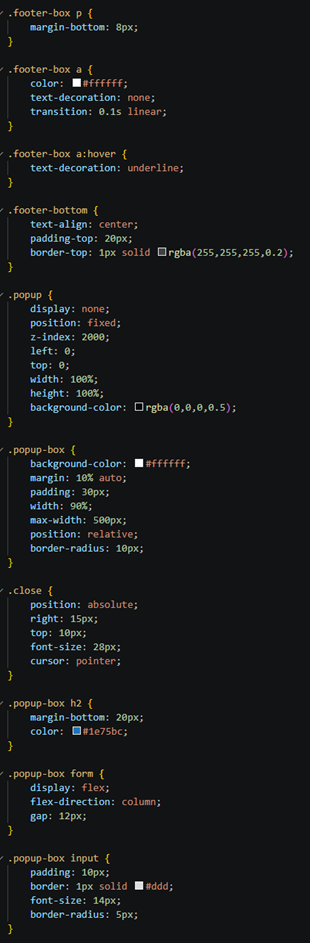 .footer-box p {
margin-bottom: 8px;
}
.footer-box a {
color: #ffffff;
text-decoration: none;
transition: 0.1s linear;
}
.footer-box a:hover {
text-decoration: underline;
}
.footer-bottom {
text-align: center;
padding-top: 20px;
border-top: 1px solid rgba(255,255,255,0.2);
}
.popup {
display: none;
position: fixed;
z-index: 2000;
left: 0;
top: 0;
width: 100%;
height: 100%;
background-color: rgba(0,0,0,0.5);
}
.popup-box {
background-color: #ffffff;
margin: 10% auto;
padding: 30px;
width: 90%;
max-width: 500px;
position: relative;
border-radius: 10px;
}
.close {
position: absolute;
right: 15px;
top: 10px;
font-size: 28px;
cursor: pointer;
}
.popup-box h2 {
margin-bottom: 20px;
color: #1e75bc;
}
.popup-box form {
display: flex;
flex-direction: column;
gap: 12px;
}
.popup-box input {
padding: 10px;
border: 1px solid #ddd;
font-size: 14px;
border-radius: 5px;
}